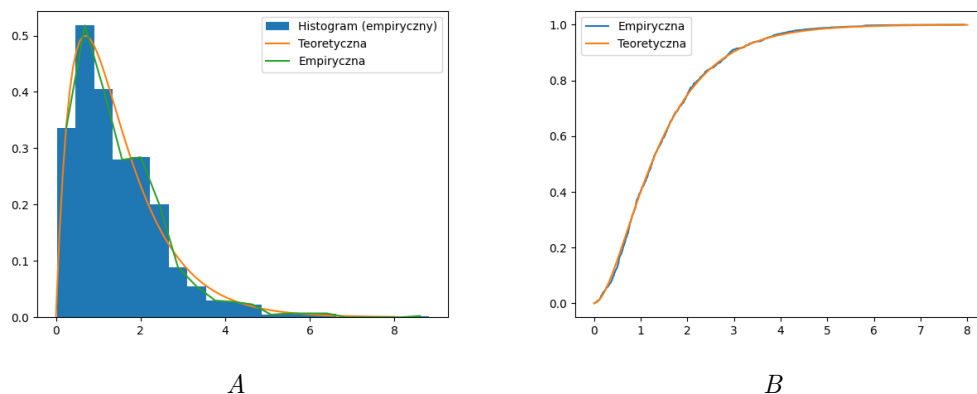 Histogram (empiryczny)
Teoretyczna
Empiryczna
0.5
0.4
0.3
0.2
0.1
0.0
0 2 4 6 8
A
Empiryczna
Teoretyczna
1.0
0.8
0.6
0.4
0.2
0.0
0 1 2 3 4 5 6 7 8
B